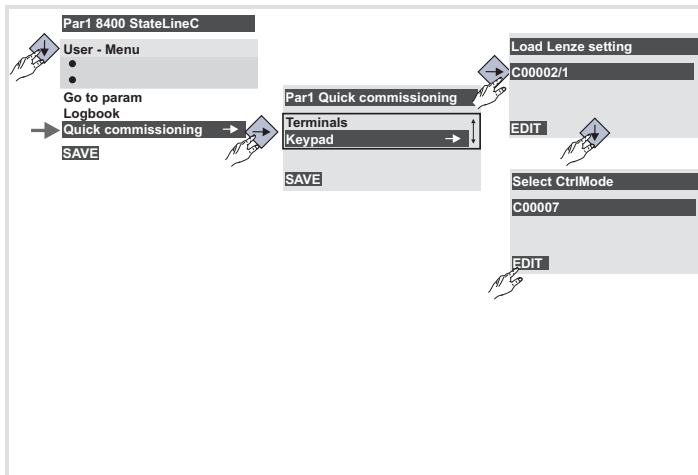 Par1 8400 StateLineC
User - Menu
Go to param
Logbook
Quick commissioning
SAVE
Par1 Quick commissioning
Terminals
Keypad
SAVE
Load Lenze setting
C00002/1
EDIT
Select CtrlMode
C00007
EDIT